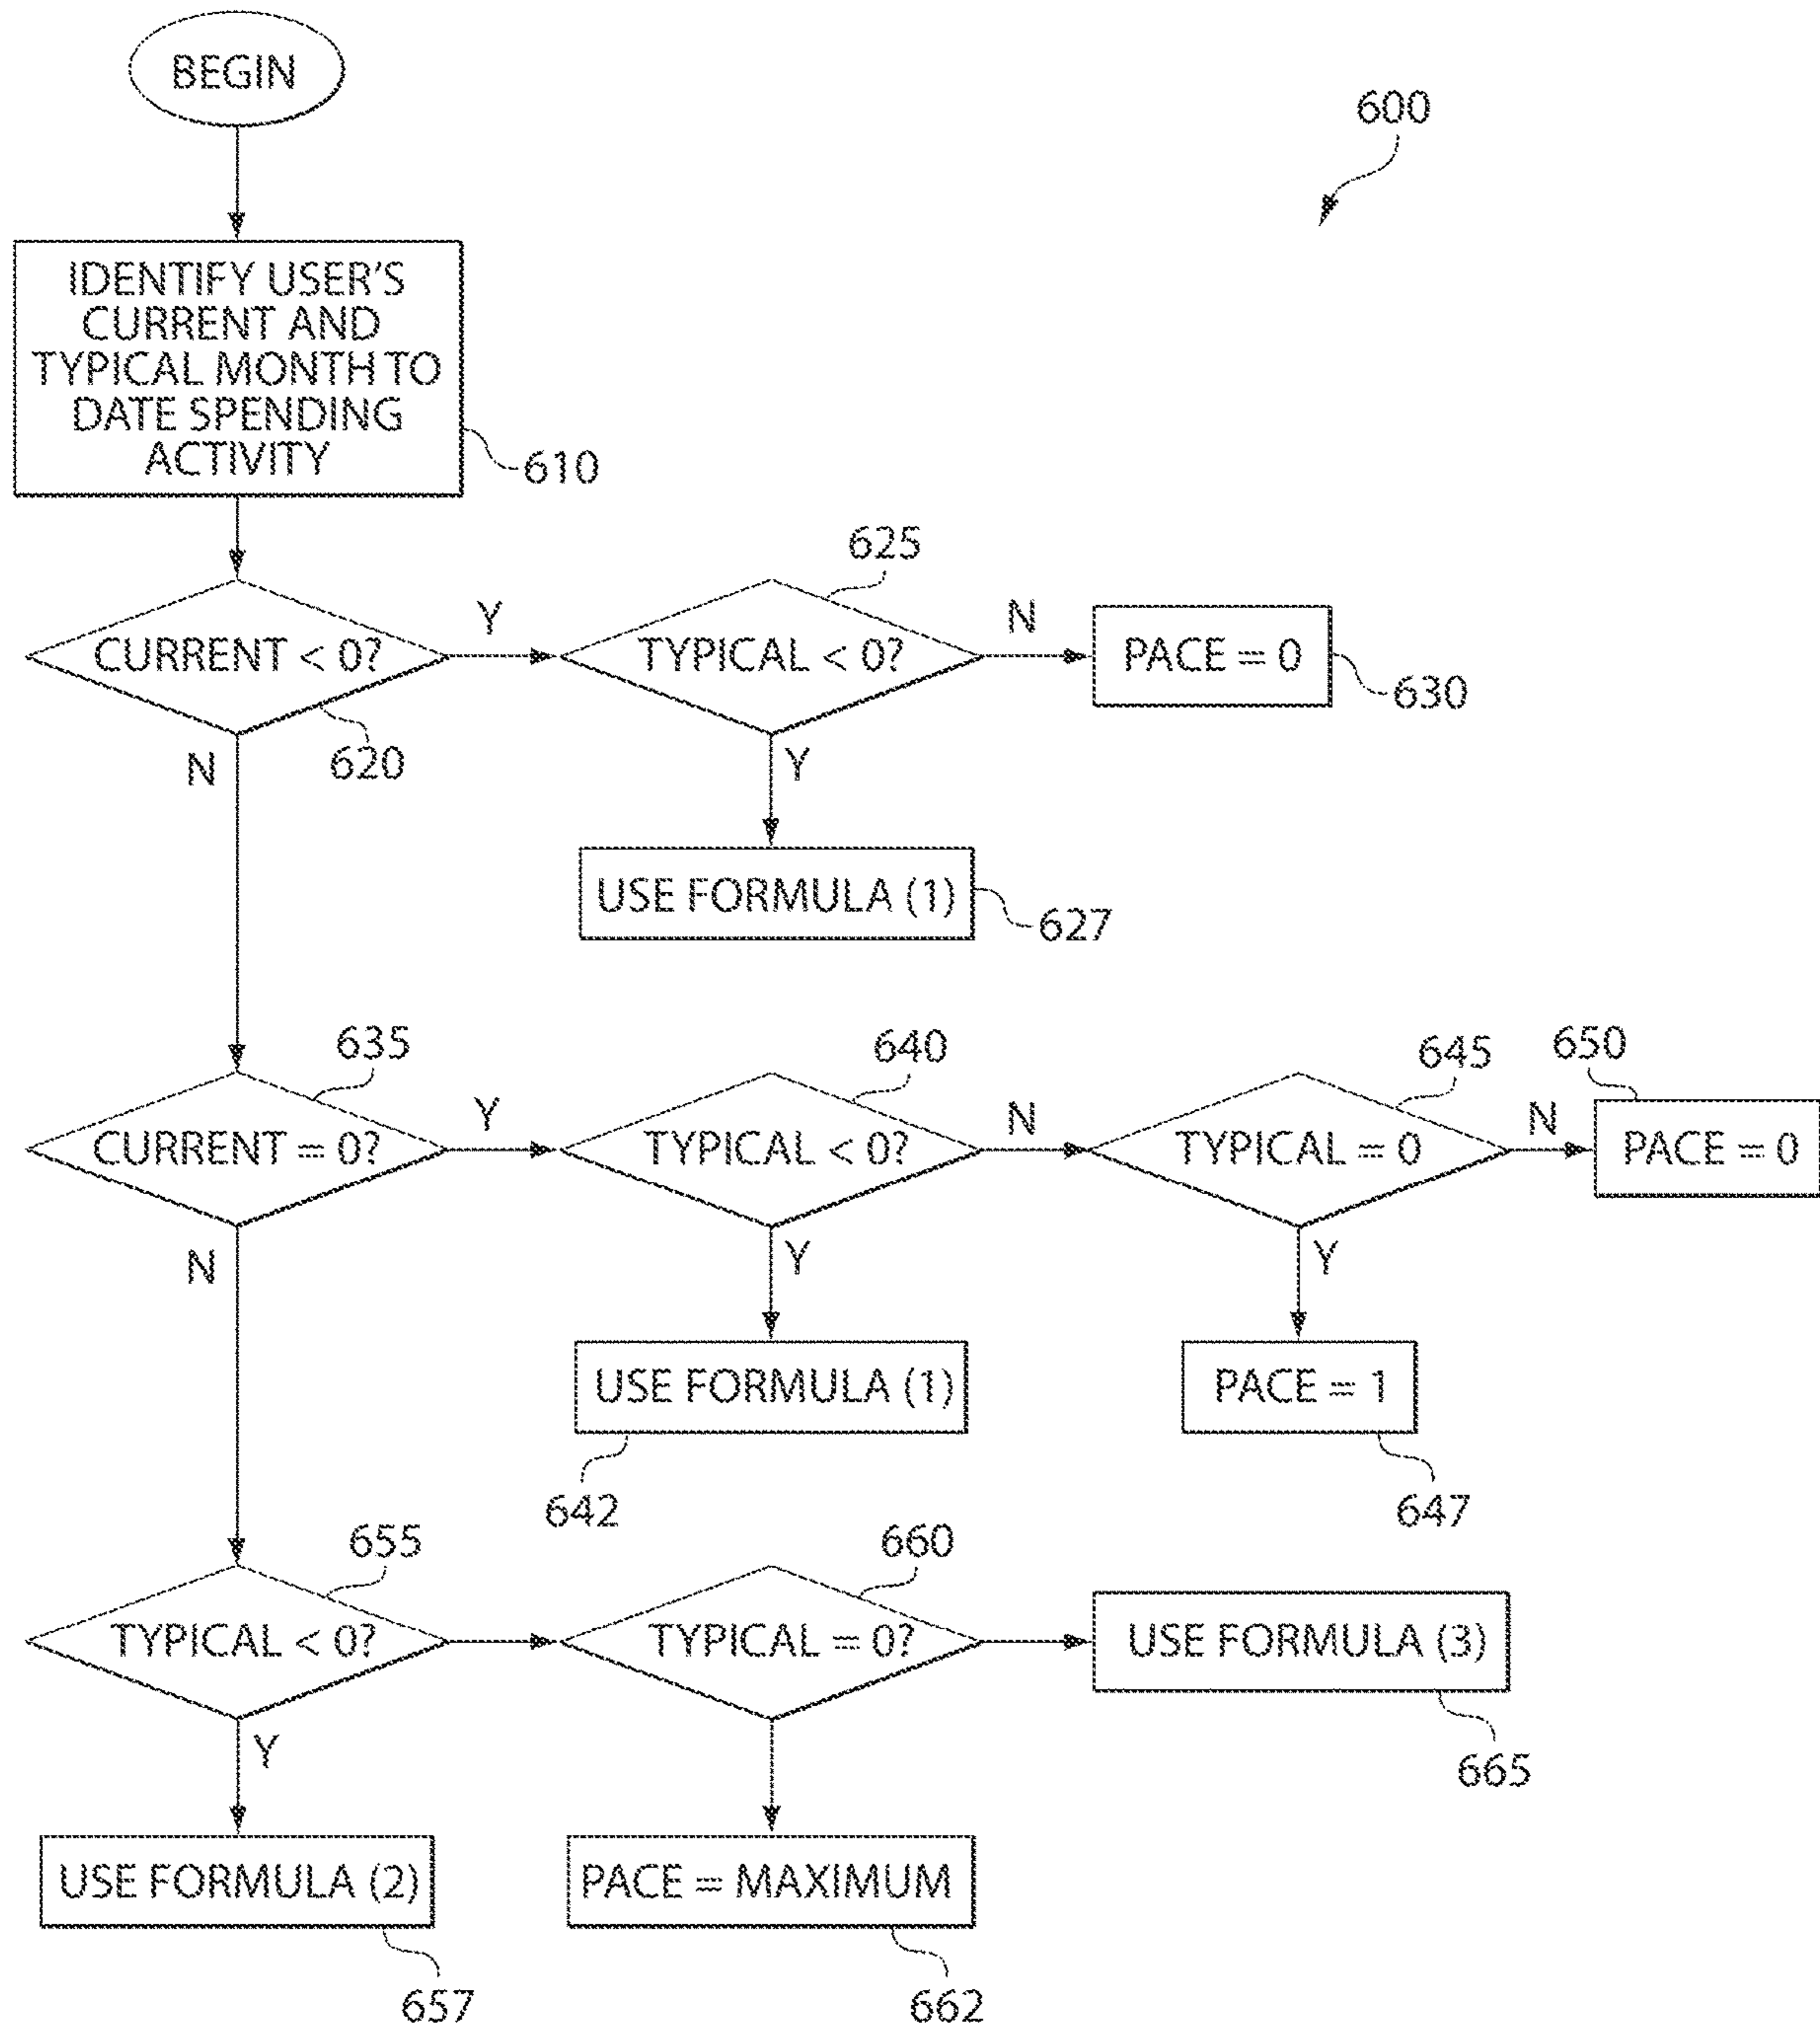 BEGIN
600
IDENTIFY USER'S
CURRENT AND
TYPICAL MONTH TO
DATE SPENDING
ACTIVITY
610
625
CURRENT < 0?
Y
TYPICAL < 0?
N
PACE = 0
630
620
N
Y
USE FORMULA (1)
627
635
640
645
650
CURRENT = 0?
Y
TYPICAL < 0?
N
TYPICAL = 0
N
PACE = 0
N
Y
Y
USE FORMULA (1)
PACE = 1
642
647
655
660
TYPICAL < 0?
TYPICAL = 0?
USE FORMULA (3)
665
Y
USE FORMULA (2)
PACE = MAXIMUM
657
662